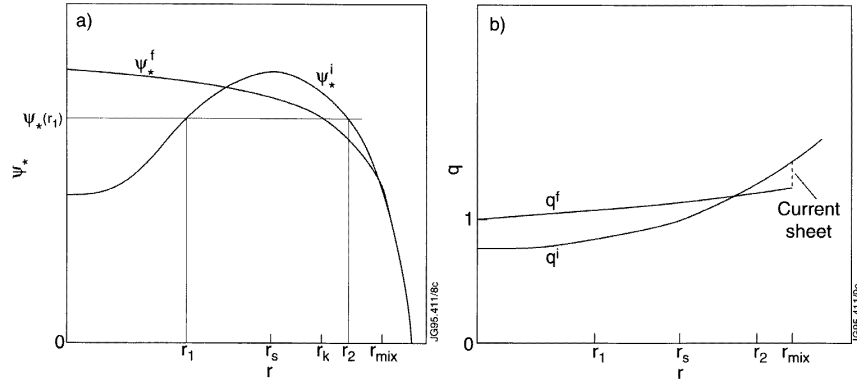 a)
ψ*f
ψ*i
ψ*(r1)
ψ*
0
r1
rs
rk
r2
rmix
r
JG95.411/8c
b)
q
1
qf
qi
Current
sheet
0
r1
rs
r2
rmix
r